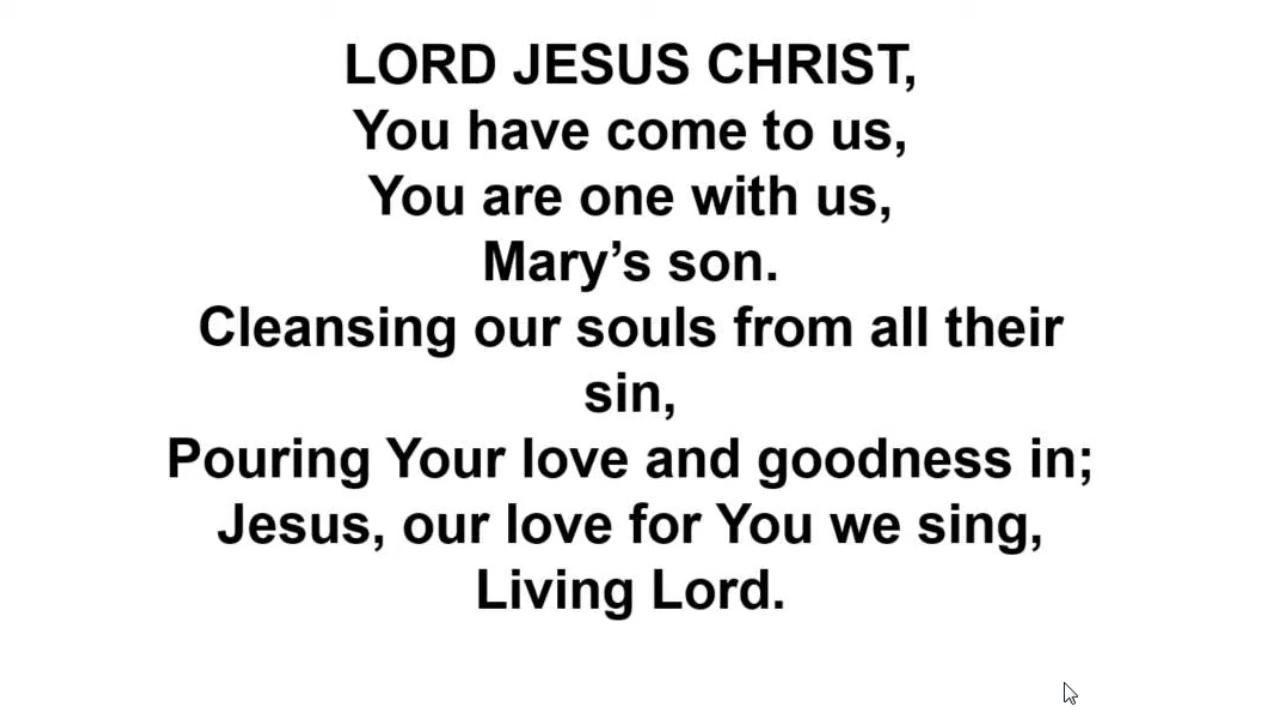 LORD JESUS CHRIST,
You have come to us,
You are one with us,
Mary’s son.
Cleansing our souls from all their
sin,
Pouring Your love and goodness in;
Jesus, our love for You we sing,
Living Lord.